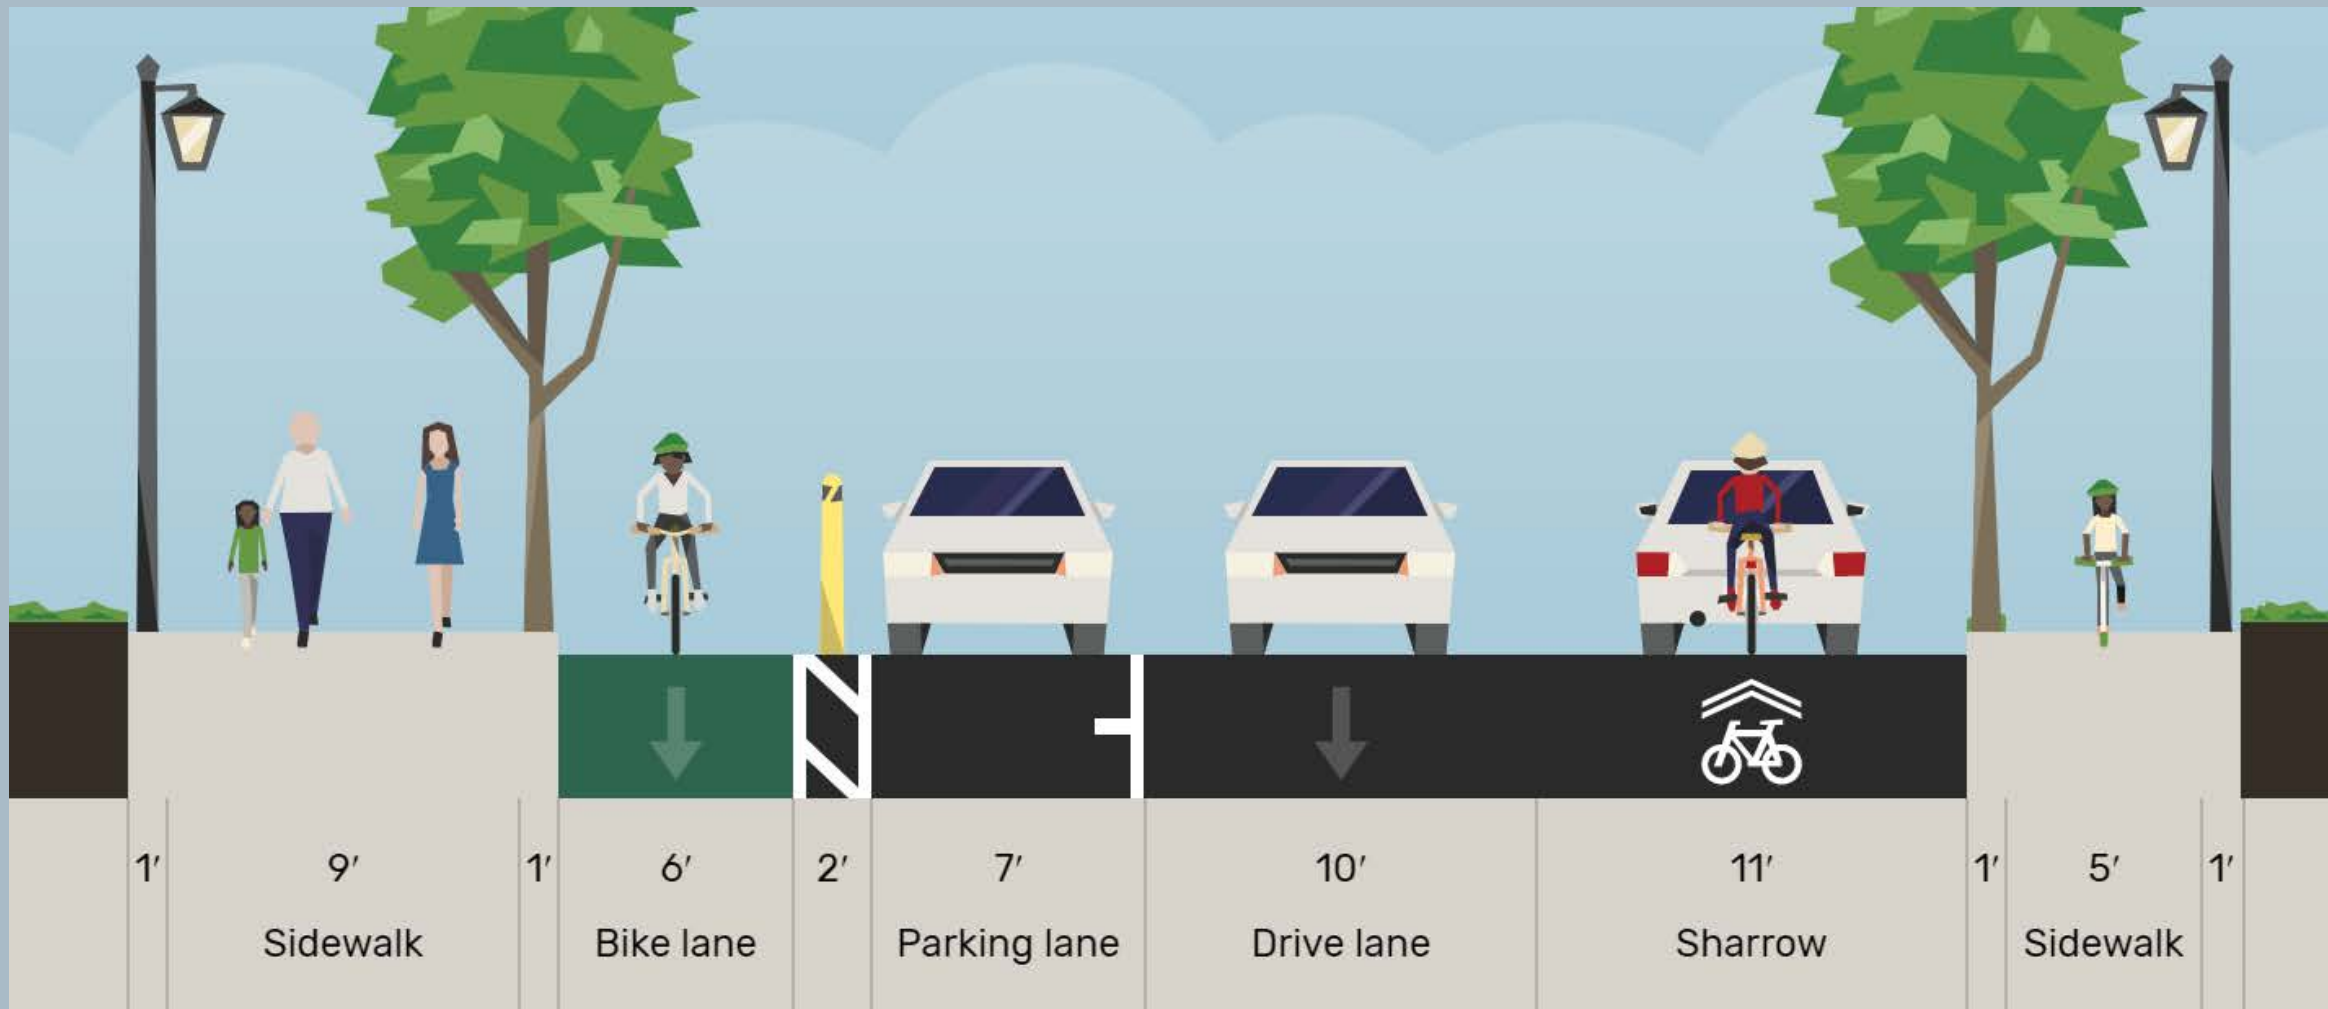 1′ 9′ 1′ 6′ 2′ 7′ 10′ 11′ 1′ 5′ 1′
Sidewalk Bike lane Parking lane Drive lane Sharrow Sidewalk